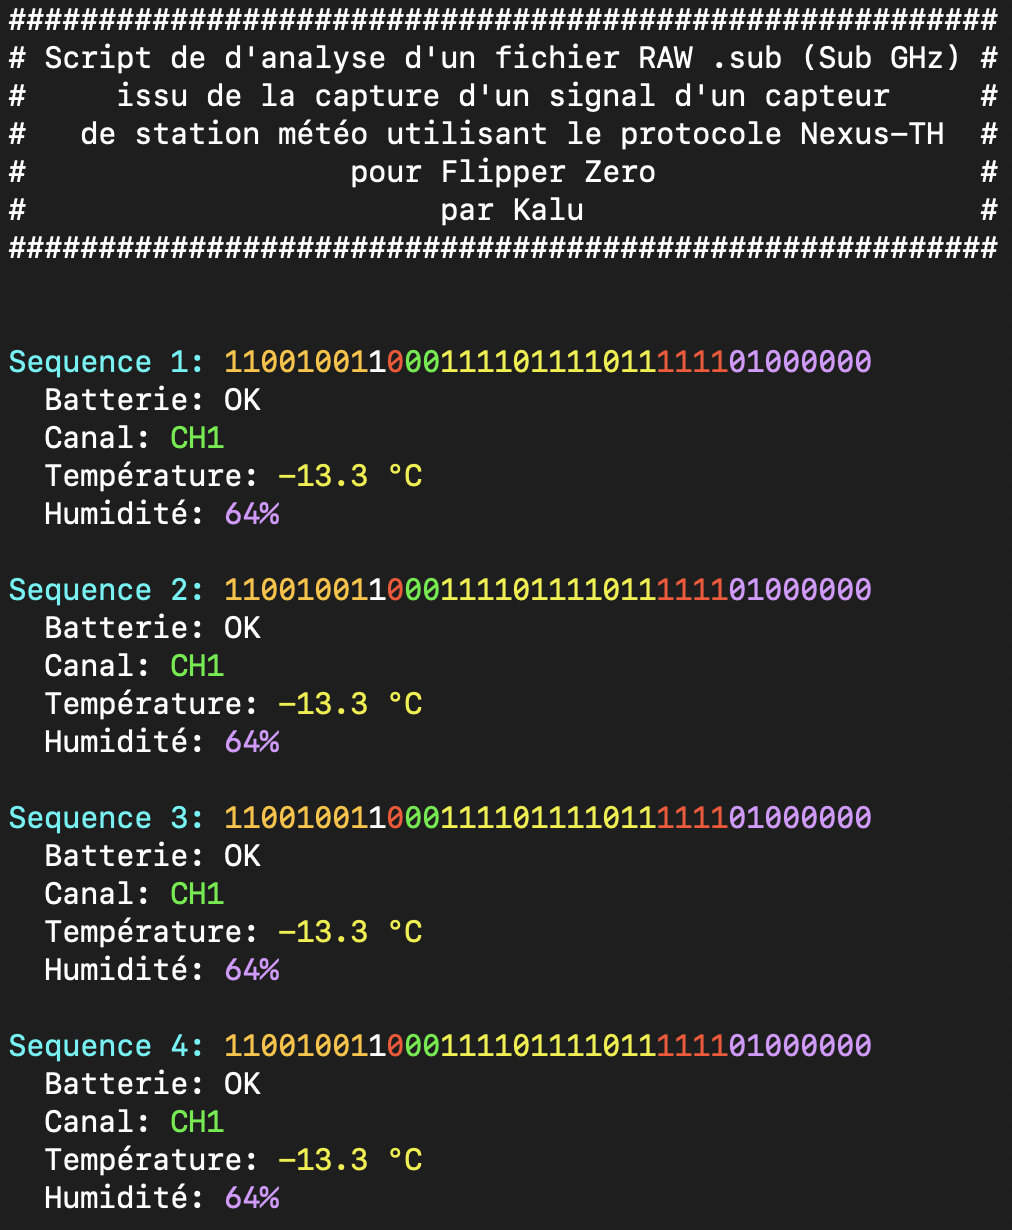 #######################################################
# Script de d'analyse d'un fichier RAW .sub (Sub GHz) #
#     issu de la capture d'un signal d'un capteur     #
#   de station météo utilisant le protocole Nexus-TH  #
#                  pour Flipper Zero                  #
#                       par Kalu                      #
#######################################################
Sequence 1: 110010011000111101111011111101000000
Batterie: OK
Canal: CH1
Température: -13.3 °C
Humidité: 64%
Sequence 2: 110010011000111101111011111101000000
Batterie: OK
Canal: CH1
Température: -13.3 °C
Humidité: 64%
Sequence 3: 110010011000111101111011111101000000
Batterie: OK
Canal: CH1
Température: -13.3 °C
Humidité: 64%
Sequence 4: 110010011000111101111011111101000000
Batterie: OK
Canal: CH1
Température: -13.3 °C
Humidité: 64%